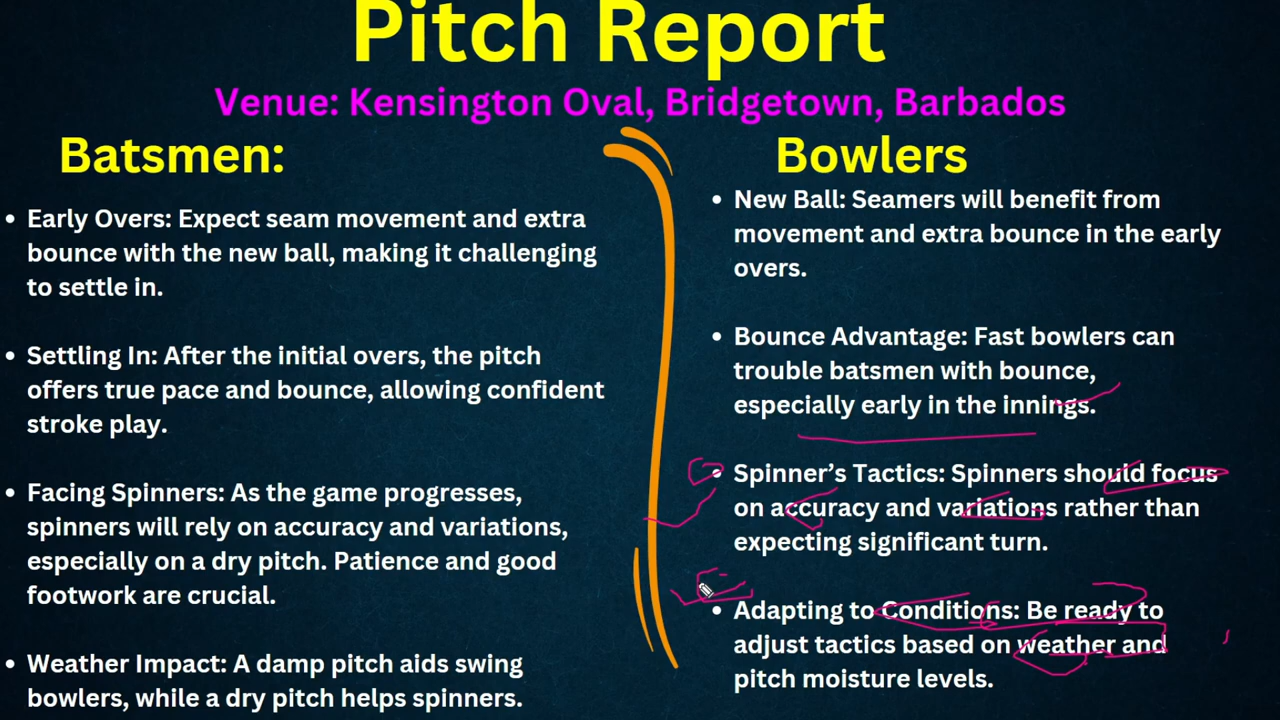 Pitch Report
Venue: Kensington Oval, Bridgetown, Barbados
Batsmen:
• Early Overs: Expect seam movement and extra
bounce with the new ball, making it challenging
to settle in.
• Settling In: After the initial overs, the pitch
offers true pace and bounce, allowing confident
stroke play.
• Facing Spinners: As the game progresses,
spinners will rely on accuracy and variations,
especially on a dry pitch. Patience and good
footwork are crucial.
• Weather Impact: A damp pitch aids swing
bowlers, while a dry pitch helps spinners.
Bowlers
• New Ball: Seamers will benefit from
movement and extra bounce in the early
overs.
• Bounce Advantage: Fast bowlers can
trouble batsmen with bounce,
especially early in the innings.
• Spinner’s Tactics: Spinners should focus
on accuracy and variations rather than
expecting significant turn.
• Adapting to Conditions: Be ready to
adjust tactics based on weather and
pitch moisture levels.